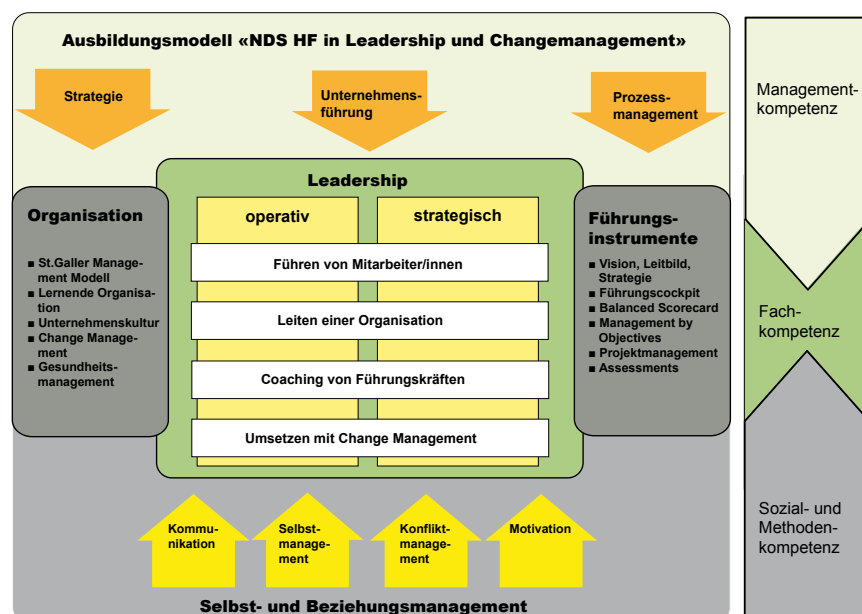 Ausbildungsmodell «NDS HF in Leadership und Changemanagement»
Strategie
Unternehmens-
führung
Prozess-
management
Management-
kompetenz
Leadership
operativ
strategisch
Organisation
■ St.Galler Manage-
ment Modell
■ Lernende Organisa-
tion
■ Unternehmenskultur
■ Change Manage-
ment
■ Gesundheits-
management
Führen von Mitarbeiter/innen
Leiten einer Organisation
Coaching von Führungskräften
Umsetzen mit Change Management
Führungs-
instrumente
■ Vision, Leitbild,
Strategie
■ Führungscockpit
■ Balanced Scorecard
■ Management by
Objectives
■ Projektmanagement
■ Assessments
Fach-
kompetenz
Kommu-
nikation
Selbst-
manage-
ment
Konflikt-
manage-
ment
Motivation
Sozial- und
Methoden-
kompetenz
Selbst- und Beziehungsmanagement